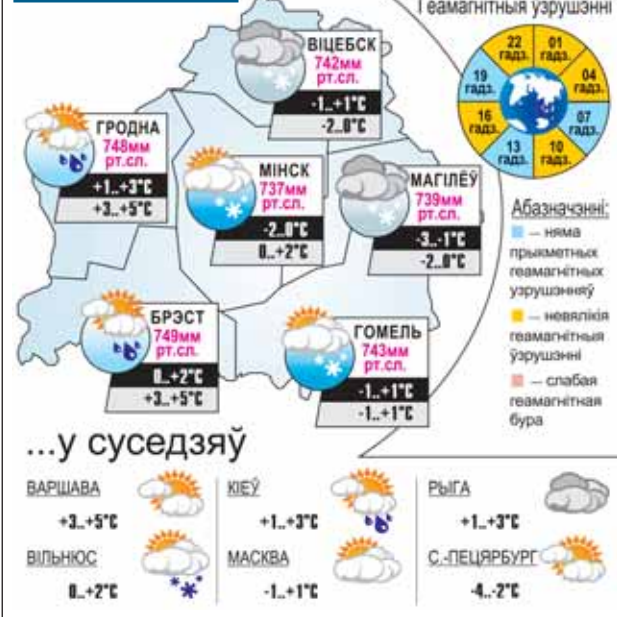 Геамагнітныя ўзрушэнні
22
гадз.
01
гадз.
19
гадз.
04
гадз.
16
гадз.
07
гадз.
13
гадз.
10
гадз.
ВІЦЕБСК
742мм
рт.сл.
-1..+1°C
-2..0°C
ГРОДНА
748мм
рт.сл.
+1..+3°C
+3..+5°C
МІНСК
737мм
рт.сл.
-2..0°C
0..+2°C
МАГІЛЁЎ
739мм
рт.сл.
-3..-1°C
-2..0°C
Абазначэнні:
— няма
прыкметных
геамагнітных
узрушэнняў
— невялікія
геамагнітныя
ўзрушэнні
— слабая
геамагнітная
бура
БРЭСТ
749мм
рт.сл.
0..+2°C
+3..+5°C
ГОМЕЛЬ
743мм
рт.сл.
-1..+1°C
-1..+1°C
...у суседзяў
ВАРШАВА
+3..+5°C
КІЕЎ
+1..+3°C
РЫГА
+1..+3°C
ВІЛЬНЮС
0..+2°C
МАСКВА
-1..+1°C
С.-ПЕЦЯРБУРГ
-4..-2°C